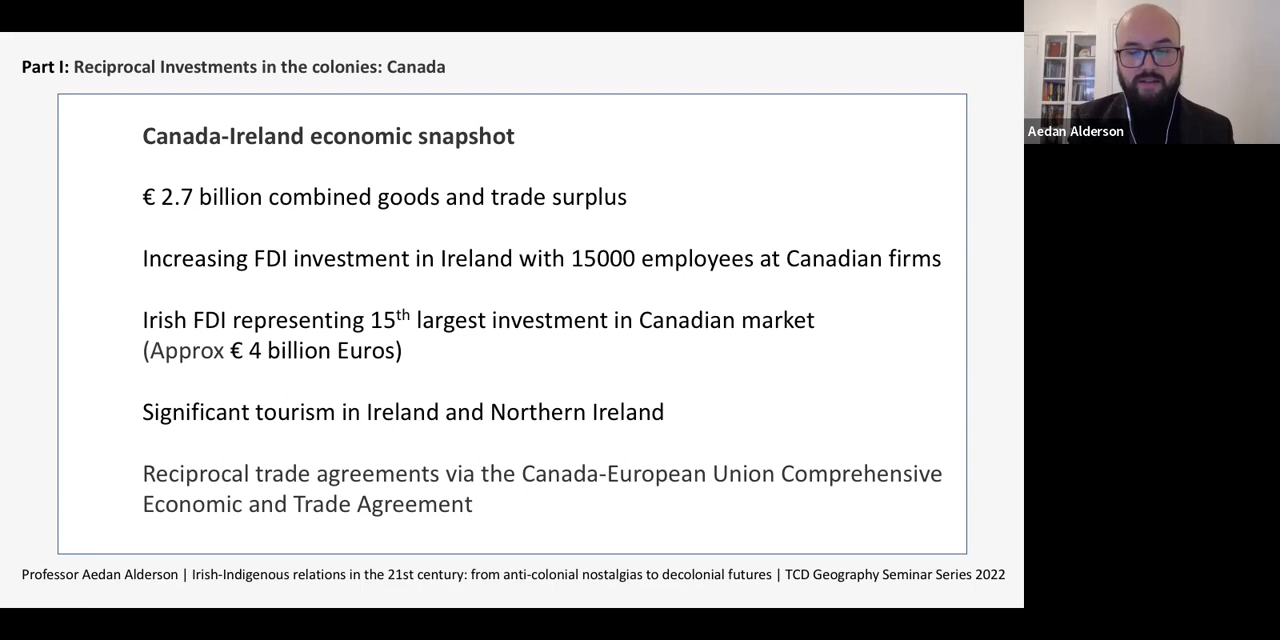 Part I: Reciprocal Investments in the colonies: Canada
Canada-Ireland economic snapshot
€ 2.7 billion combined goods and trade surplus
Increasing FDI investment in Ireland with 15000 employees at Canadian firms
Irish FDI representing 15th largest investment in Canadian market
(Approx € 4 billion Euros)
Significant tourism in Ireland and Northern Ireland
Reciprocal trade agreements via the Canada-European Union Comprehensive
Economic and Trade Agreement
Professor Aedan Alderson | Irish-Indigenous relations in the 21st century: from anti-colonial nostalgias to decolonial futures | TCD Geography Seminar Series 2022
Aedan Alderson